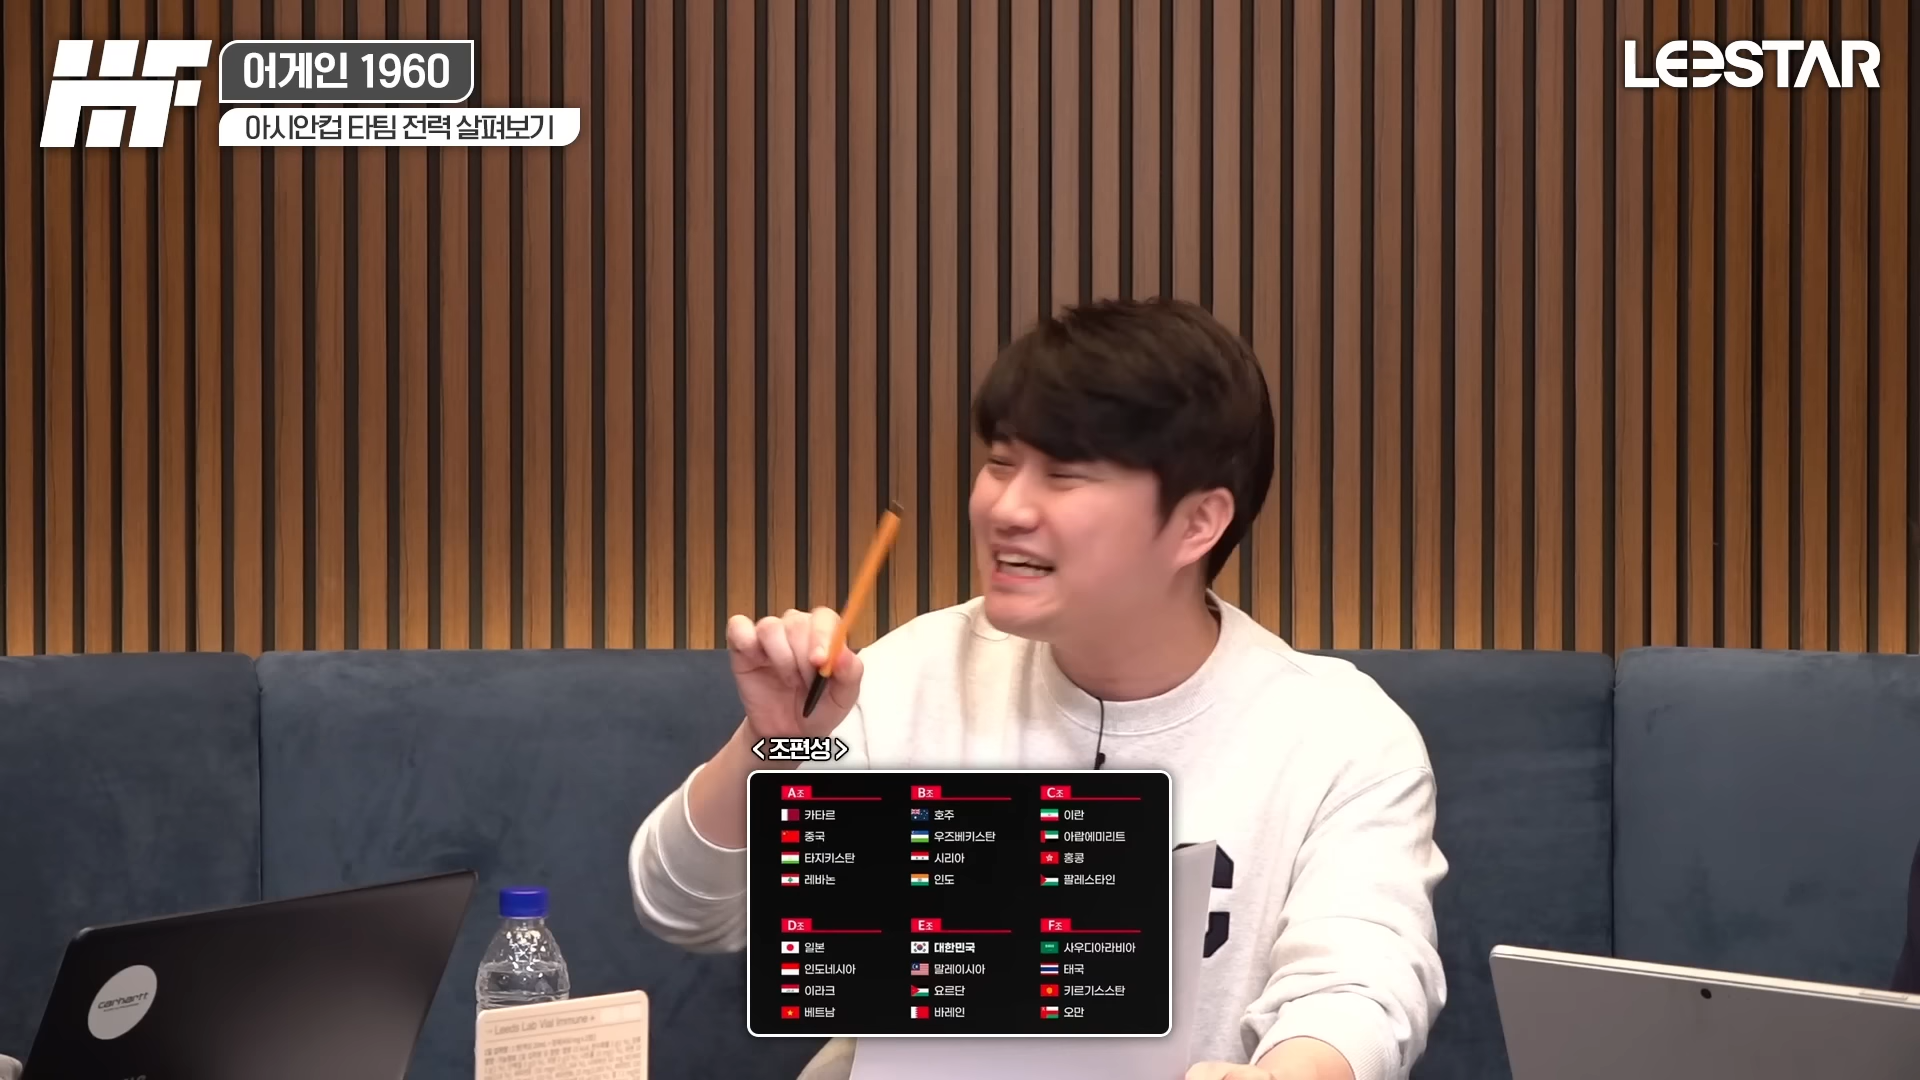 HF
어게인 1960
아시안컵 타팀 전력 살펴보기
LEESTAR
<조편성>
A조
카타르
중국
타지키스탄
레바논
B조
호주
우즈베키스탄
시리아
인도
C조
이란
아랍에미리트
홍콩
팔레스타인
D조
일본
인도네시아
이라크
베트남
E조
대한민국
말레이시아
요르단
바레인
F조
사우디아라비아
태국
키르기스스탄
오만
carhartt
Leeds Lab Vial Immune
C